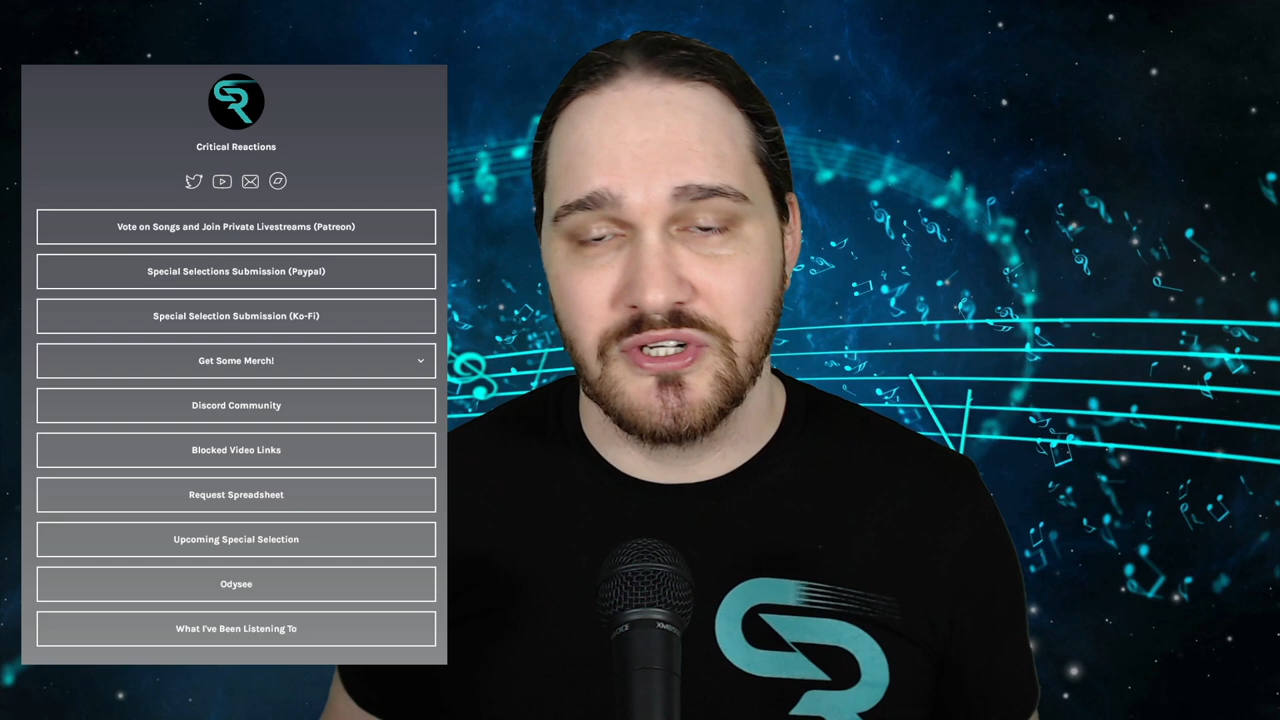 Critical Reactions
Vote on Songs and Join Private Livestreams (Patreon)
Special Selections Submission (Paypal)
Special Selection Submission (Ko-Fi)
Get Some Merch!
Discord Community
Blocked Video Links
Request Spreadsheet
Upcoming Special Selection
Odysee
What I've Been Listening To